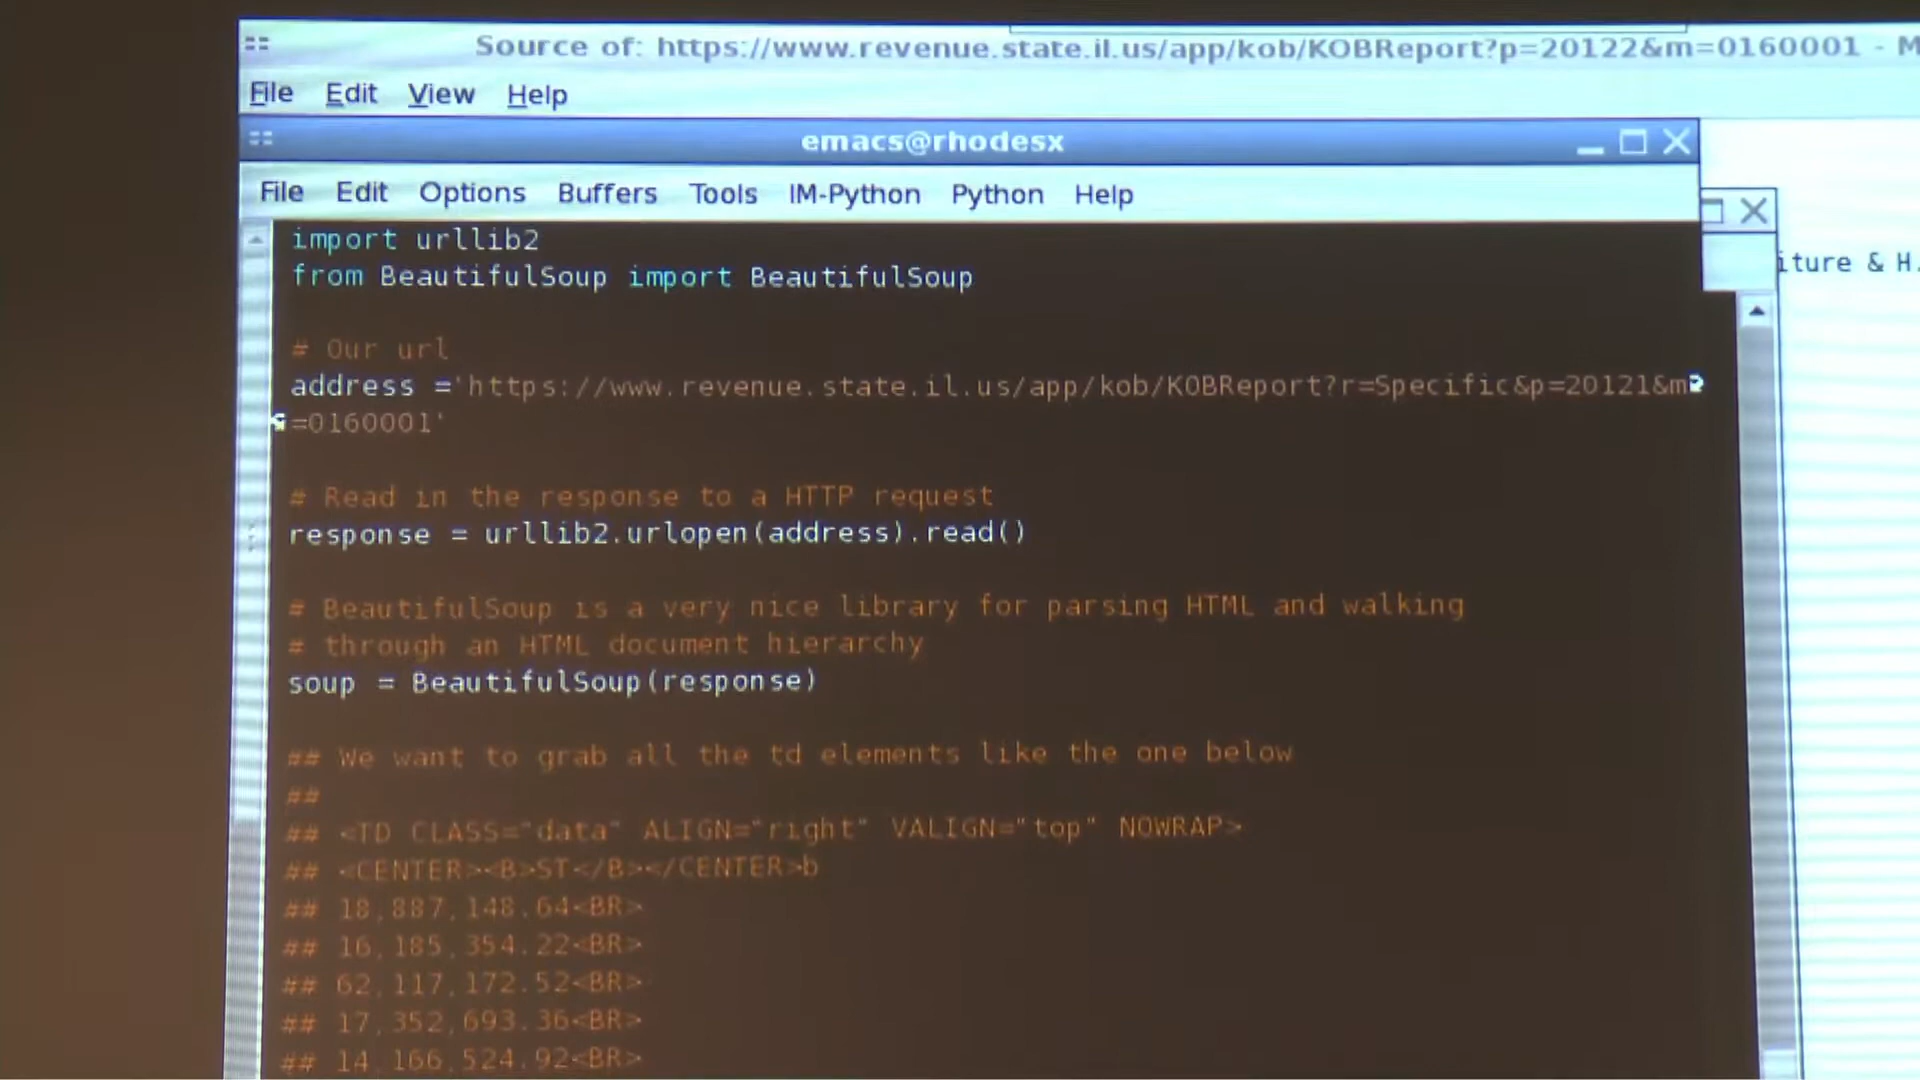 Source of: https://www.revenue.state.il.us/app/kob/KOBReport?p=20122&m=0160001 - M
File Edit View Help
emacs@rhodesx
File Edit Options Buffers Tools IM-Python Python Help
iture & H.
import urllib2
from BeautifulSoup import BeautifulSoup
# Our url
address ='https://www.revenue.state.il.us/app/kob/KOBReport?r=Specific&p=20121&m
=0160001'
# Read in the response to a HTTP request
response = urllib2.urlopen(address).read()
# BeautifulSoup is a very nice library for parsing HTML and walking
# through an HTML document hierarchy
soup = BeautifulSoup(response)
## We want to grab all the td elements like the one below
##
## <TD CLASS="data" ALIGN="right" VALIGN="top" NOWRAP>
## <CENTER><B>ST</B></CENTER>b
## 18,887,148.64<BR>
## 16,185,354.22<BR>
## 62,117,172.52<BR>
## 17,352,693.36<BR>
## 14,166,524.92<BR>